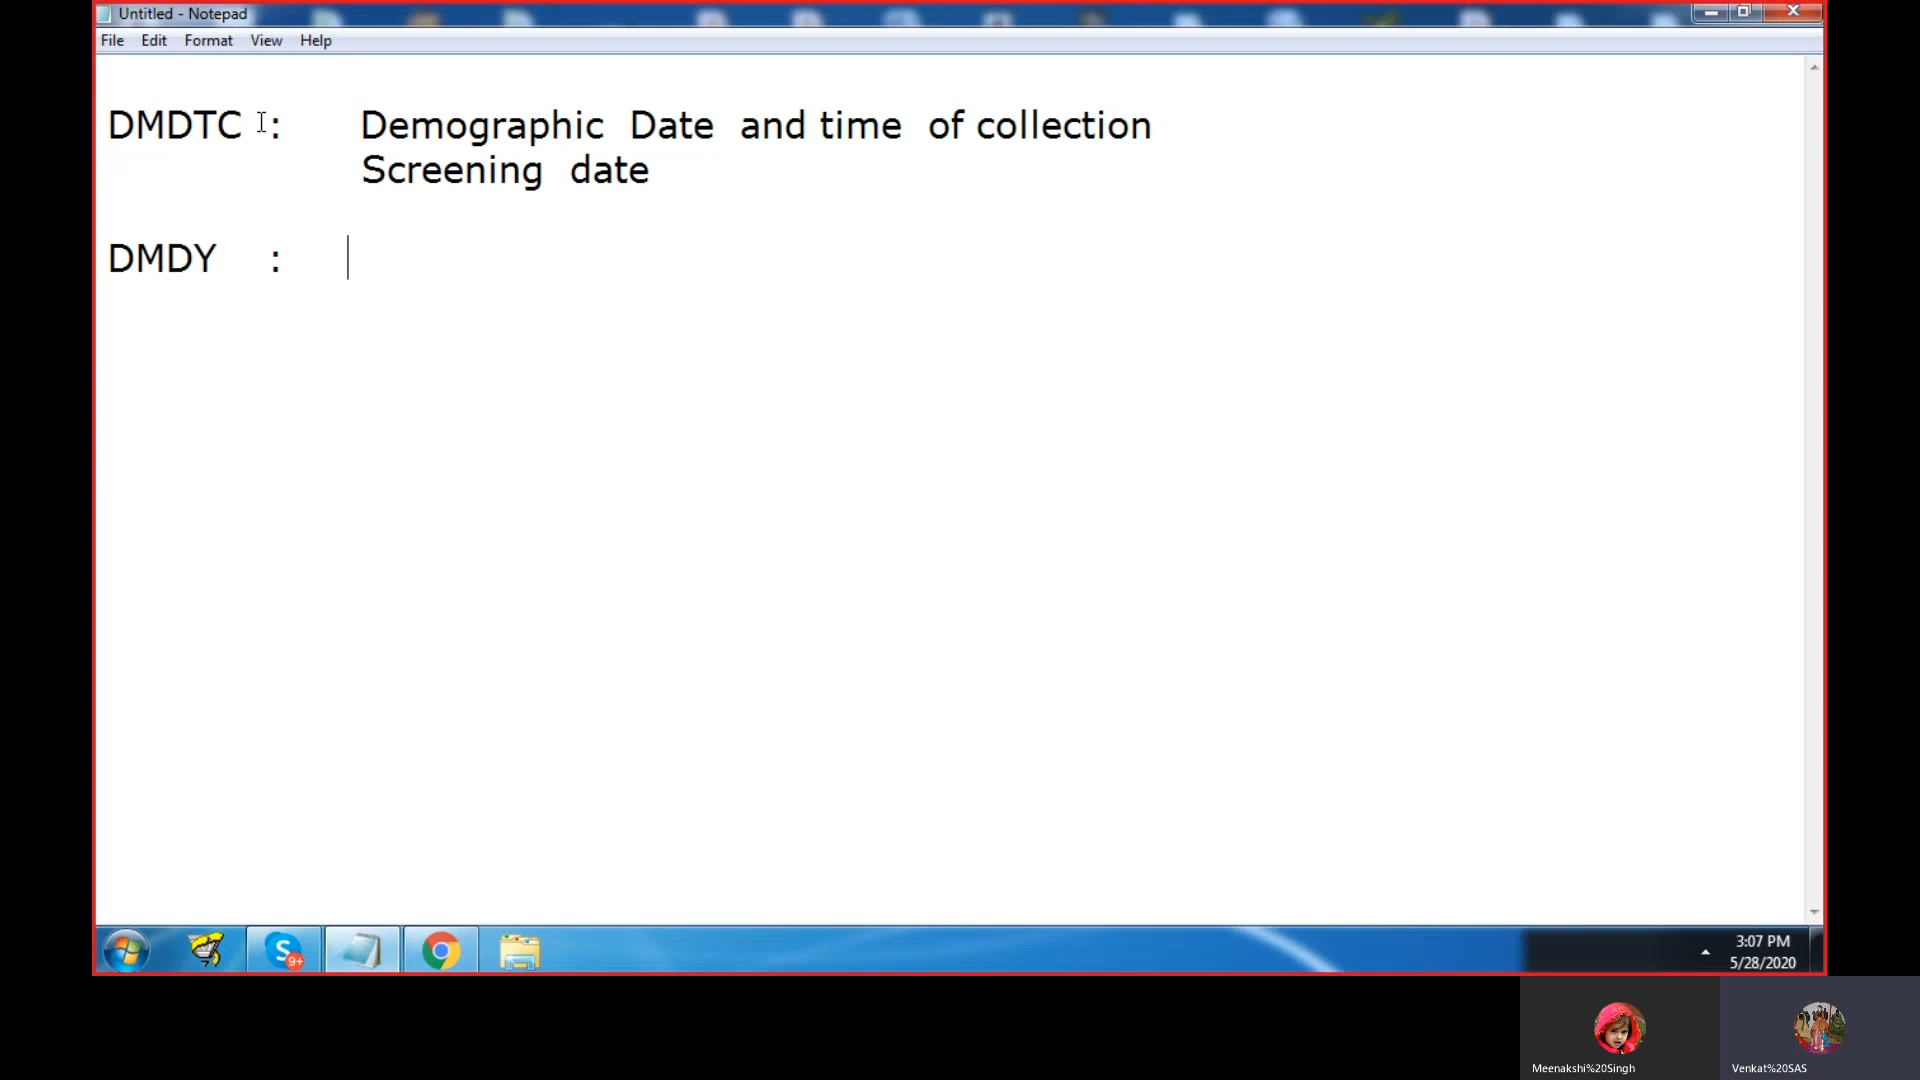 Untitled - Notepad
File Edit Format View Help
DMDTC : Demographic Date and time of collection
Screening date
DMDY :
S 9+
3:07 PM
5/28/2020
Meenakshi%20Singh
Venkat%20SAS